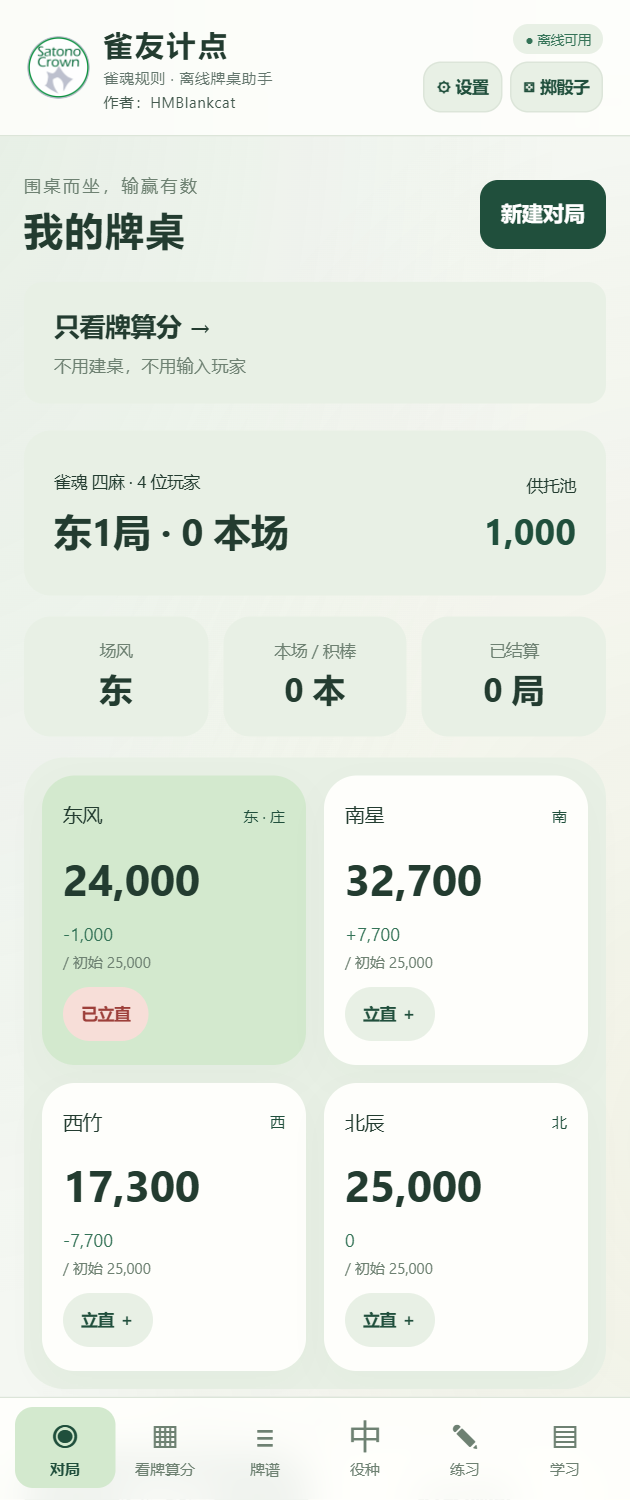 Satono
Crown
雀友计点
雀魂规则 · 离线牌桌助手
作者：HMBlankcat
● 离线可用
⚙ 设置
⚄ 掷骰子
围桌而坐，输赢有数
我的牌桌
新建对局
只看牌算分 →
不用建桌，不用输入玩家
雀魂 四麻 · 4 位玩家
供托池
东1局 · 0 本场
1,000
场风
东
本场 / 积棒
0 本
已结算
0 局
东风
东 · 庄
24,000
-1,000
/ 初始 25,000
已立直
南星
南
32,700
+7,700
/ 初始 25,000
立直 +
西竹
西
17,300
-7,700
/ 初始 25,000
立直 +
北辰
北
25,000
0
/ 初始 25,000
立直 +
对局
看牌算分
牌谱
中
役种
练习
学习